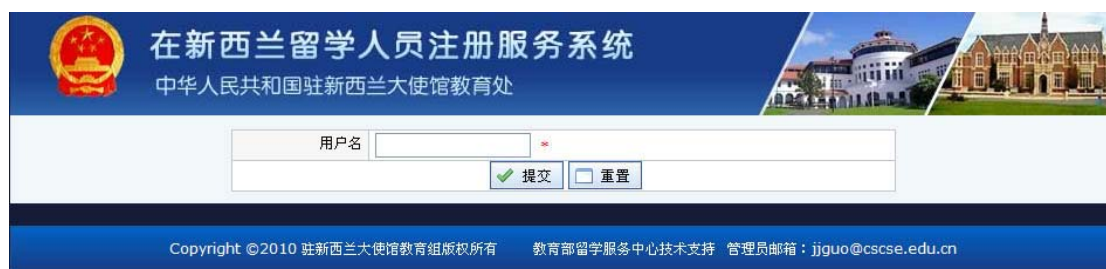 在新西兰留学人员注册服务系统
中华人民共和国驻新西兰大使馆教育处
用户名 *
提交 重置
Copyright ©2010 驻新西兰大使馆教育组版权所有 教育部留学服务中心技术支持 管理员邮箱：jjguo@cscse.edu.cn